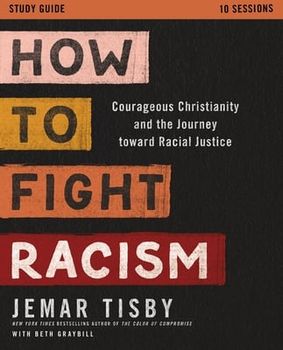 STUDY GUIDE
10 SESSIONS
HOW
TO
FIGHT
RACISM
Courageous Christianity
and the Journey
toward Racial Justice
JEMAR TISBY
NEW YORK TIMES BESTSELLING AUTHOR OF THE COLOR OF COMPROMISE
WITH BETH GRAYBILL